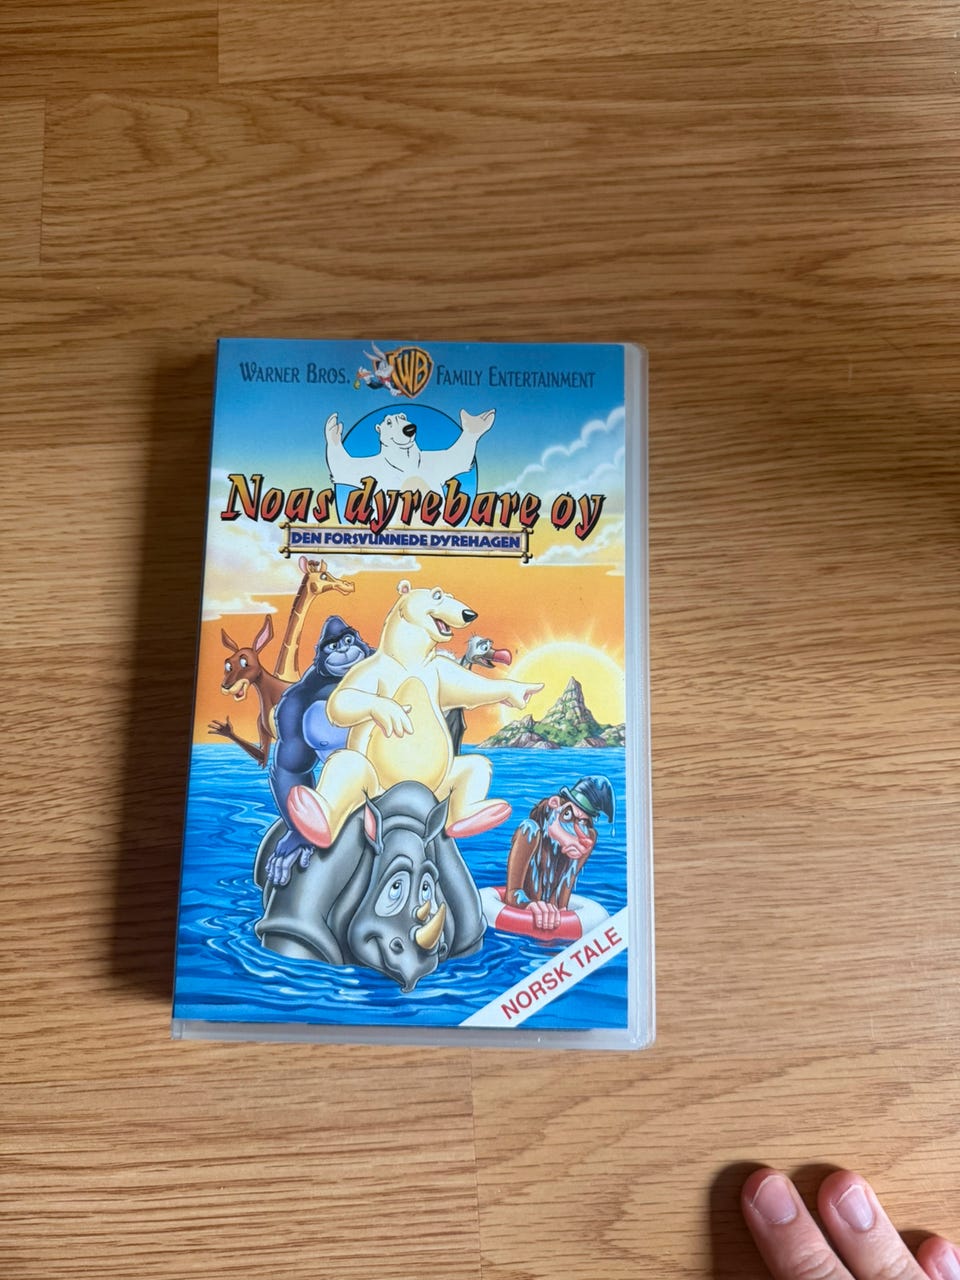 WARNER BROS. WB FAMILY ENTERTAINMENT
Noas dyrebare øy
DEN FORSVUNNEDE DYREHAGEN
NORSK TALE